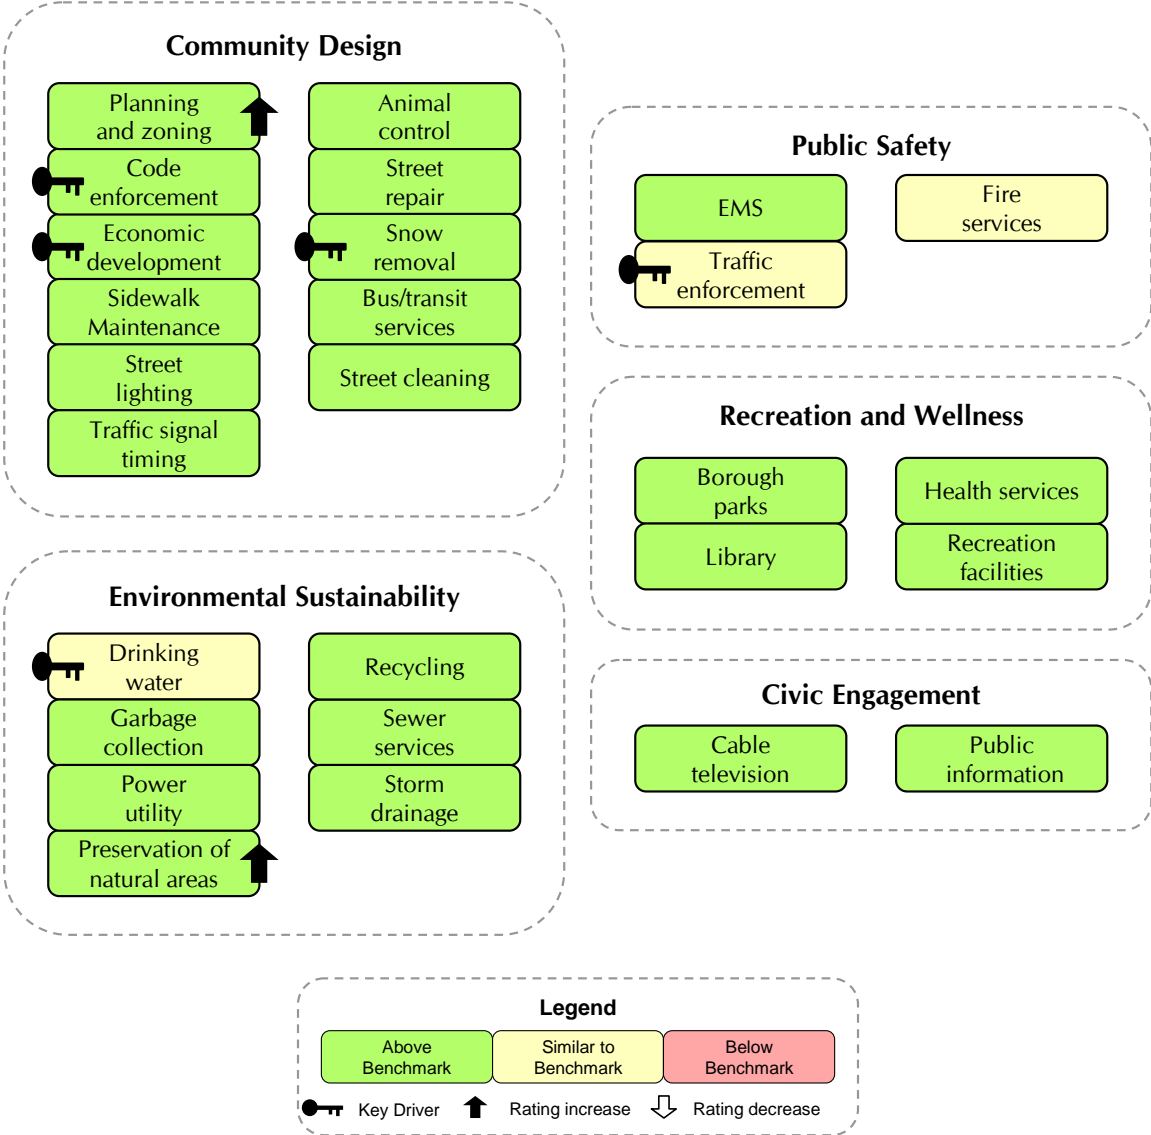 Community Design
Planning
and zoning
Code
enforcement
Economic
development
Sidewalk
Maintenance
Street
lighting
Traffic signal
timing
Animal
control
Street
repair
Snow
removal
Bus/transit
services
Street cleaning
Public Safety
EMS
Traffic
enforcement
Fire
services
Recreation and Wellness
Borough
parks
Library
Health services
Recreation
facilities
Environmental Sustainability
Drinking
water
Garbage
collection
Power
utility
Preservation of
natural areas
Recycling
Sewer
services
Storm
drainage
Civic Engagement
Cable
television
Public
information
Legend
Above
Benchmark
Similar to
Benchmark
Below
Benchmark
Key Driver
Rating increase
Rating decrease